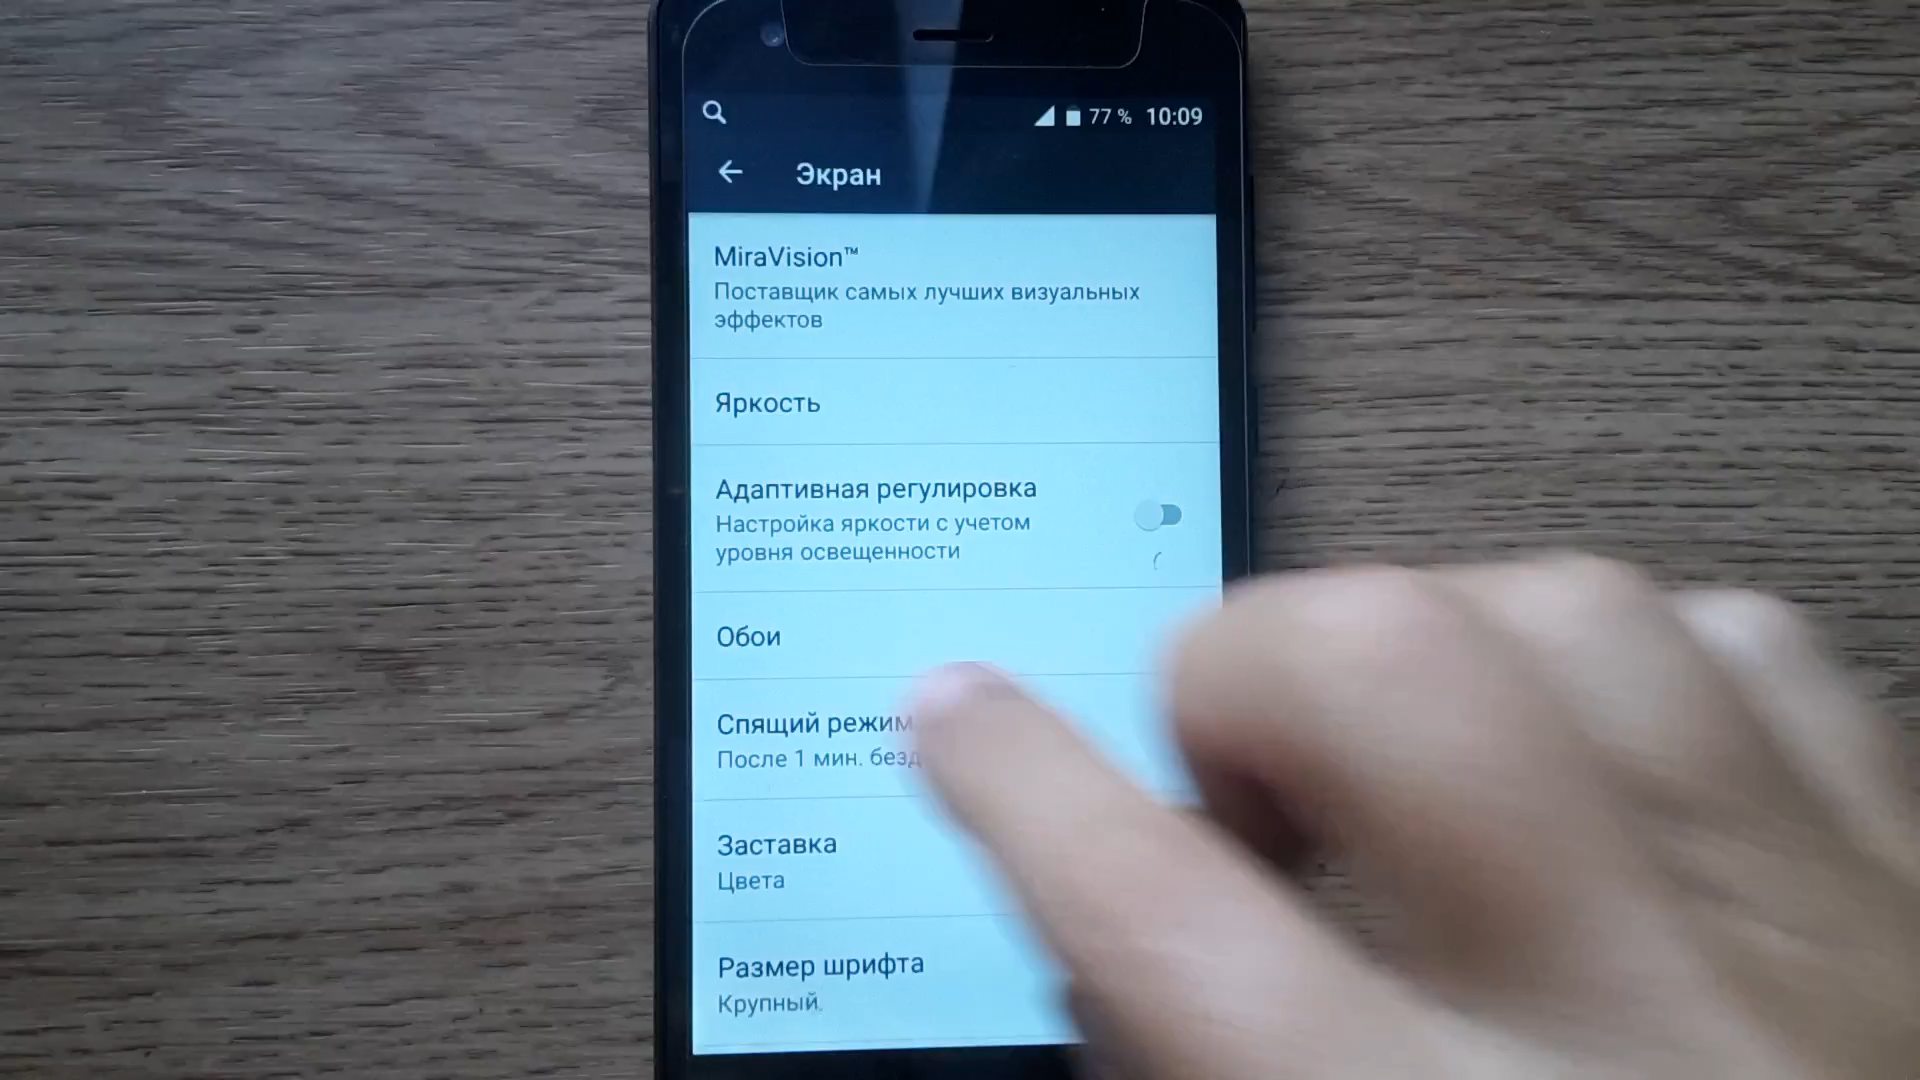 77 % 10:09
Экран
MiraVision™
Поставщик самых лучших визуальных
эффектов
Яркость
Адаптивная регулировка
Настройка яркости с учетом
уровня освещенности
Обои
Спящий режим
После 1 мин.
Заставка
Цвета
Размер шрифта
Крупный